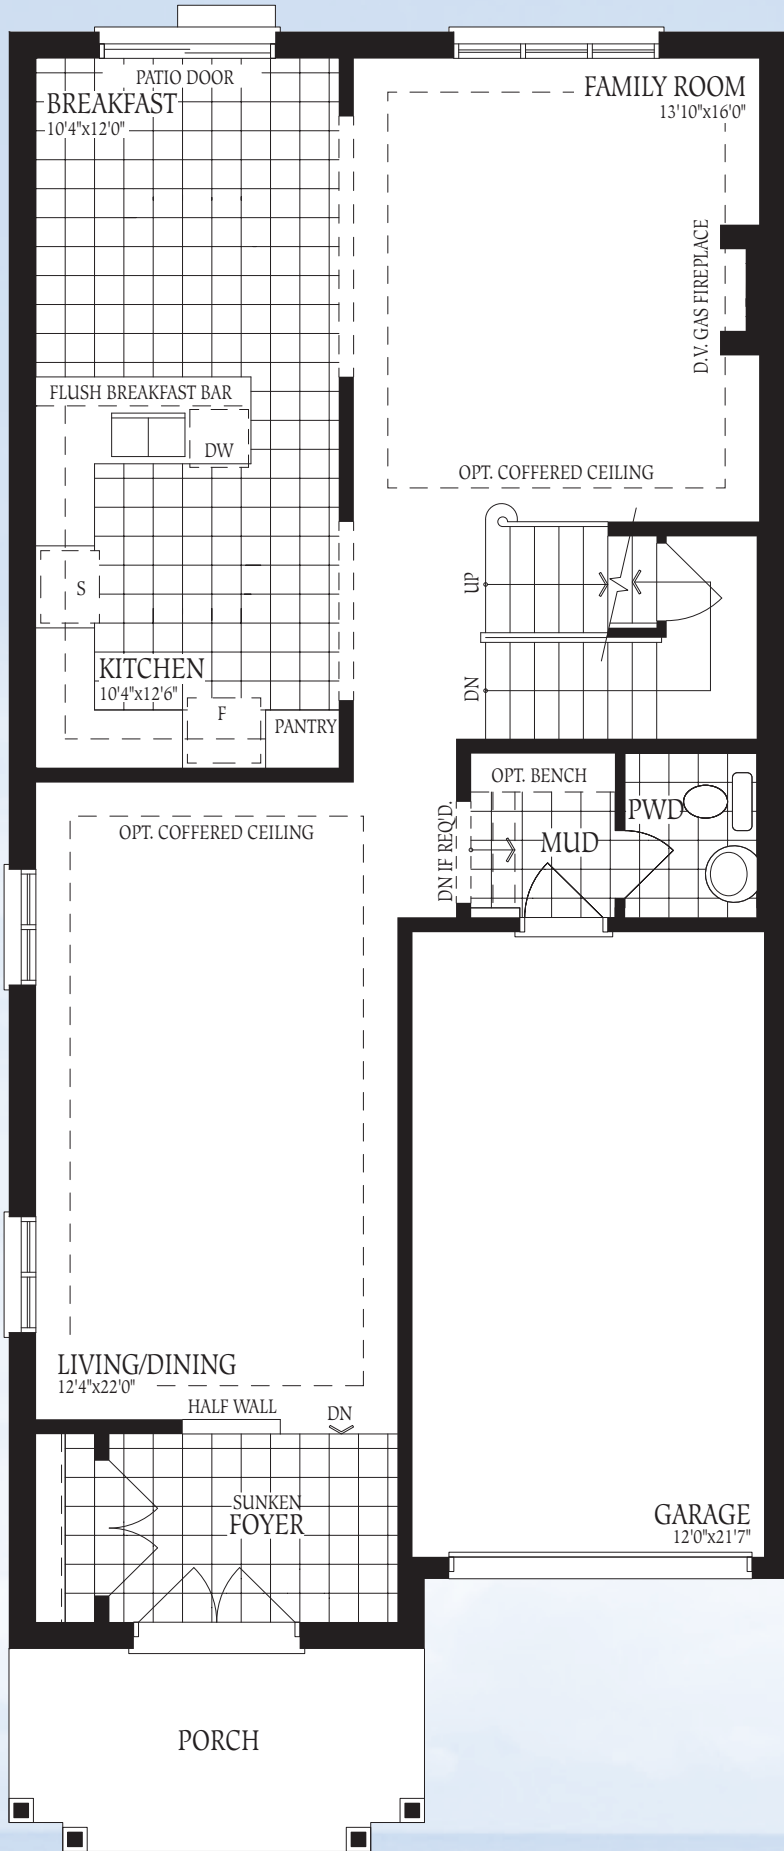 PATIO DOOR
BREAKFAST
10'4"x12'0"
FAMILY ROOM
13'10"x16'0"
D.V. GAS FIREPLACE
FLUSH BREAKFAST BAR
DW
OPT. COFFERED CEILING
S
UP
KITCHEN
10'4"x12'6"
DN
F
PANTRY
OPT. BENCH
OPT. COFFERED CEILING
DN IF REQ'D.
MUD
PWD
LIVING/DINING
12'4"x22'0"
HALF WALL
DN
SUNKEN
FOYER
GARAGE
12'0"x21'7"
PORCH